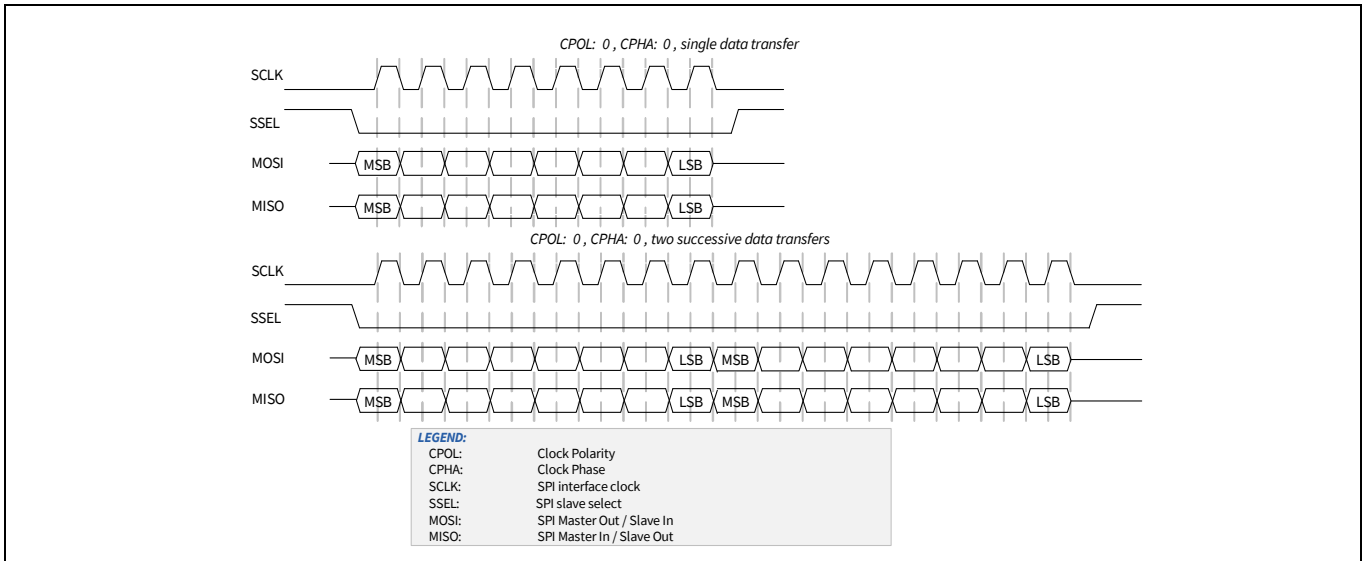 CPOL: 0 , CPHA: 0 , single data transfer
SCLK
SSEL
MOSI MSB LSB
MISO MSB LSB
CPOL: 0 , CPHA: 0 , two successive data transfers
SCLK
SSEL
MOSI MSB LSB MSB LSB
MISO MSB LSB MSB LSB
LEGEND:
CPOL: Clock Polarity
CPHA: Clock Phase
SCLK: SPI interface clock
SSEL: SPI slave select
MOSI: SPI Master Out / Slave In
MISO: SPI Master In / Slave Out